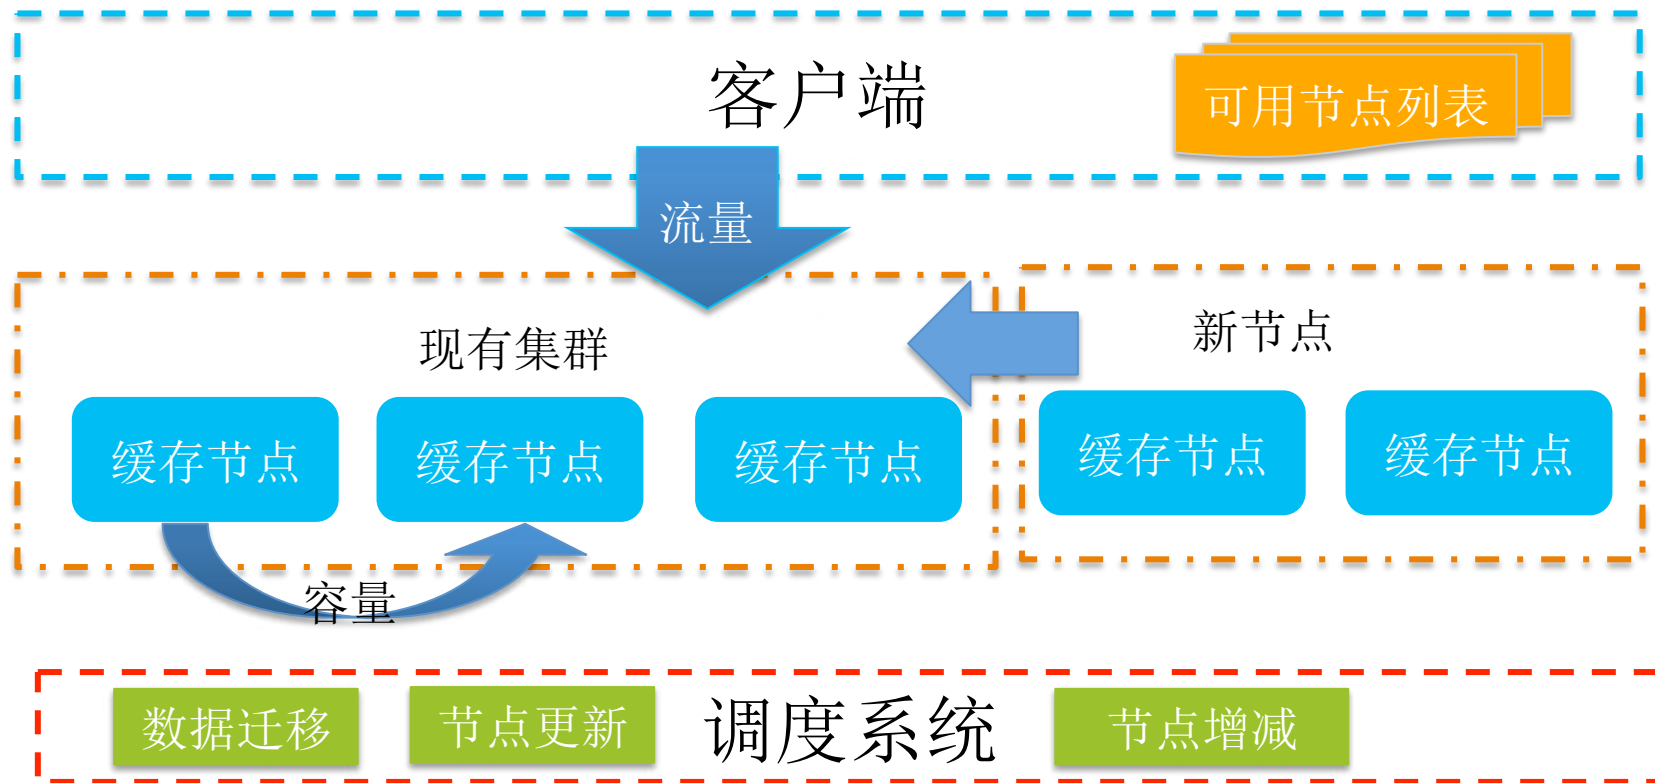 客户端
可用节点列表
流量
现有集群
新节点
缓存节点
缓存节点
缓存节点
缓存节点
缓存节点
容量
数据迁移
节点更新
调度系统
节点增减